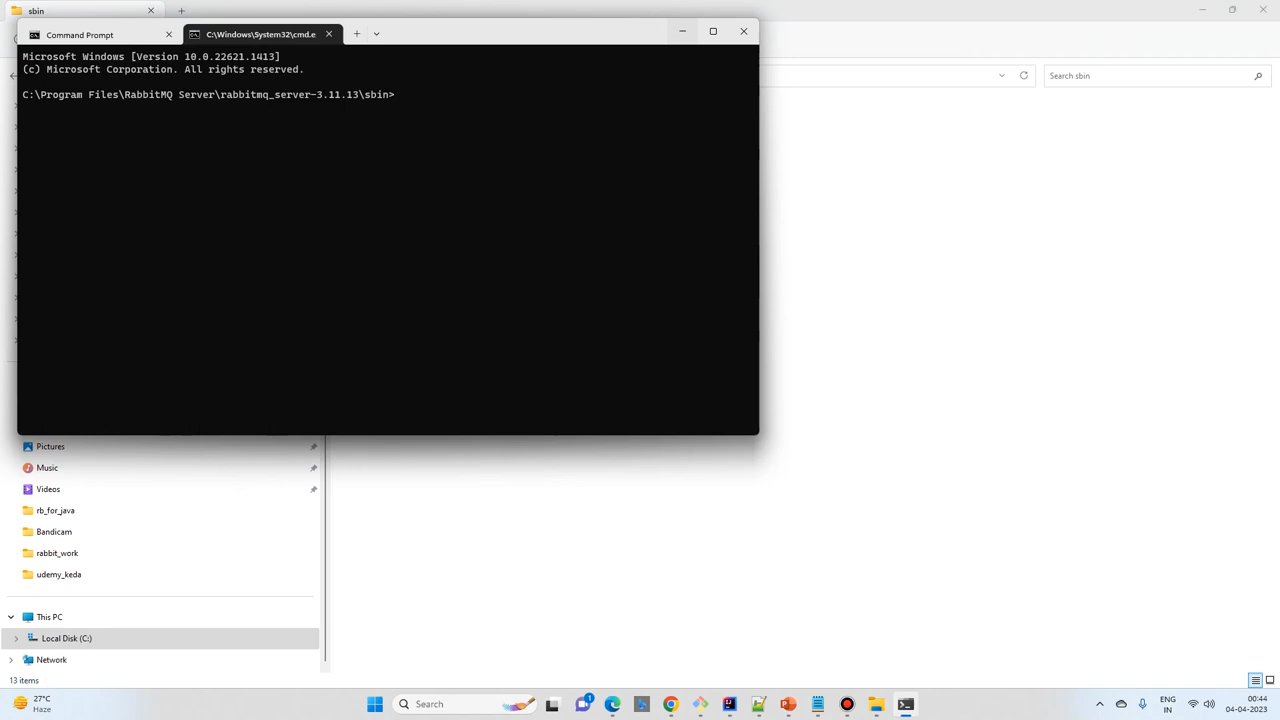 sbin
Command Prompt
C:\Windows\System32\cmd.e
Microsoft Windows [Version 10.0.22621.1413]
(c) Microsoft Corporation. All rights reserved.
C:\Program Files\RabbitMQ Server\rabbitmq_server-3.11.13\sbin>
Search sbin
Pictures
Music
Videos
rb_for_java
Bandicam
rabbit_work
udemy_keda
This PC
Local Disk (C:)
Network
13 items
27°C
Haze
Search
1
ENG
IN
00:44
04-04-2023